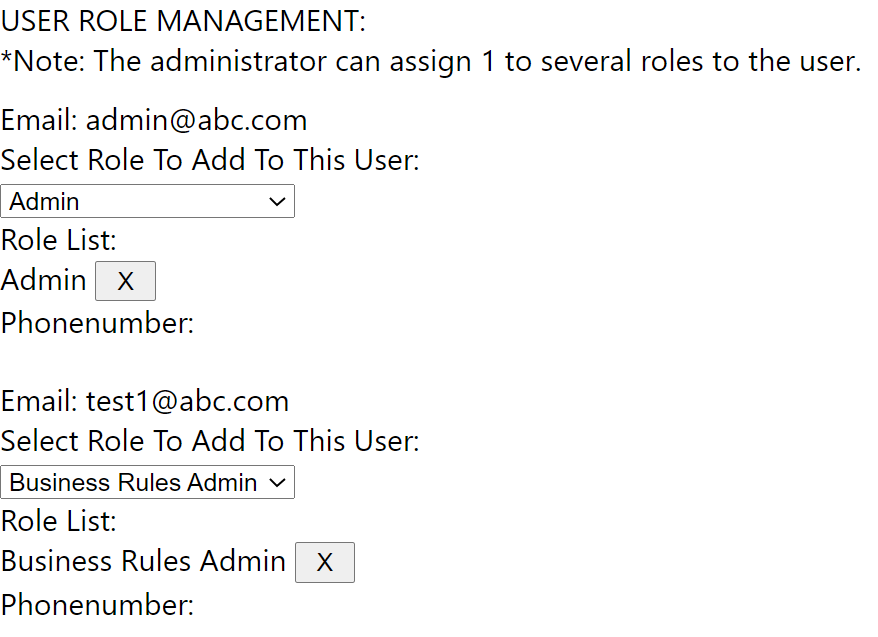 USER ROLE MANAGEMENT:
*Note: The administrator can assign 1 to several roles to the user.
Email: admin@abc.com
Select Role To Add To This User:
Admin
Role List:
Admin X
Phonenumber:
Email: test1@abc.com
Select Role To Add To This User:
Business Rules Admin
Role List:
Business Rules Admin X
Phonenumber: